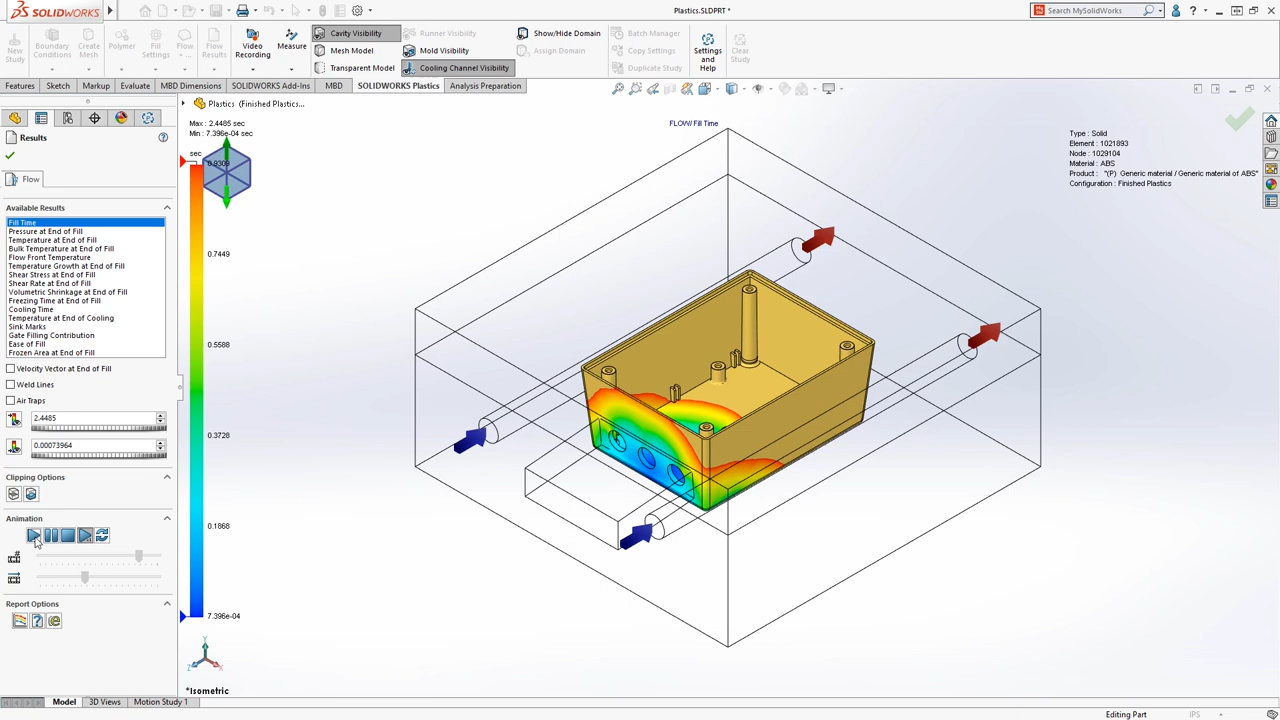 SOLIDWORKS
Plastics.SLDPRT *
Search MySolidWorks
New Study
Boundary Conditions
Create Mesh
Polymer
Fill Settings
Flow ...
Flow Results
Video Recording
Measure
Cavity Visibility
Mesh Model
Transparent Model
Runner Visibility
Mold Visibility
Cooling Channel Visibility
Show/Hide Domain
Assign Domain
Batch Manager
Copy Settings
Duplicate Study
Settings and Help
Clear Study
Features
Sketch
Markup
Evaluate
MBD Dimensions
SOLIDWORKS Add-Ins
MBD
SOLIDWORKS Plastics
Analysis Preparation
Plastics (Finished Plastics...
Results
Flow
Available Results
Fill Time
Pressure at End of Fill
Temperature at End of Fill
Bulk Temperature at End of Fill
Flow Front Temperature
Temperature Growth at End of Fill
Shear Stress at End of Fill
Shear Rate at End of Fill
Volumetric Shrinkage at End of Fill
Freezing Time at End of Fill
Cooling Time
Temperature at End of Cooling
Sink Marks
Gate Filling Contribution
Ease of Fill
Frozen Area at End of Fill
Velocity Vector at End of Fill
Weld Lines
Air Traps
2.4485
0.00073964
Clipping Options
Animation
Report Options
Max : 2.4485 sec
Min : 7.396e-04 sec
sec
0.9309
0.7449
0.5588
0.3728
0.1868
7.396e-04
FLOW/ Fill Time
Type : Solid
Element : 1021893
Node : 1029104
Material : ABS
Product : "(P) Generic material / Generic material of ABS"
Configuration : Finished Plastics
Y
Z
X
*Isometric
Model
3D Views
Motion Study 1
Editing Part
IPS